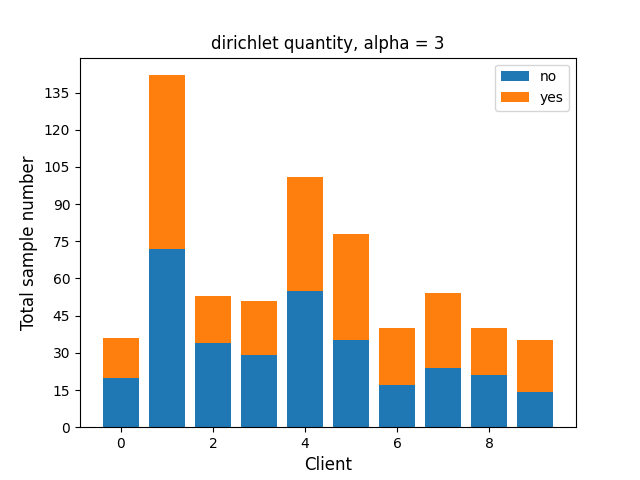 dirichlet quantity, alpha = 3
no
yes
Total sample number
135
120
105
90
75
60
45
30
15
0
0 2 4 6 8
Client